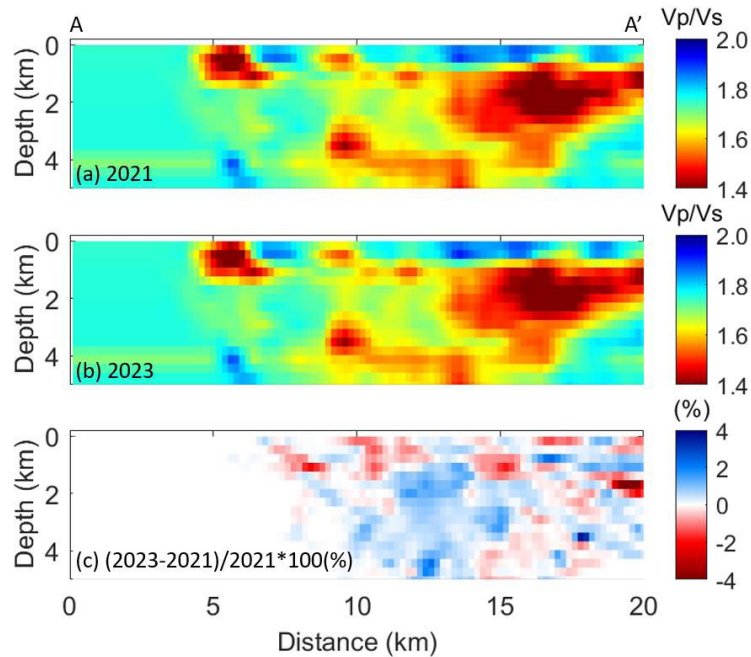 A A’ Vp/Vs
0 2.0
2 1.8
4 1.6
(a) 2021 1.4
Depth (km)
Vp/Vs
0 2.0
2 1.8
4 1.6
(b) 2023 1.4
Depth (km)
(%)
0 4
2 2
4 0
-2
(c) (2023-2021)/2021*100(%) -4
Depth (km)
0 5 10 15 20
Distance (km)